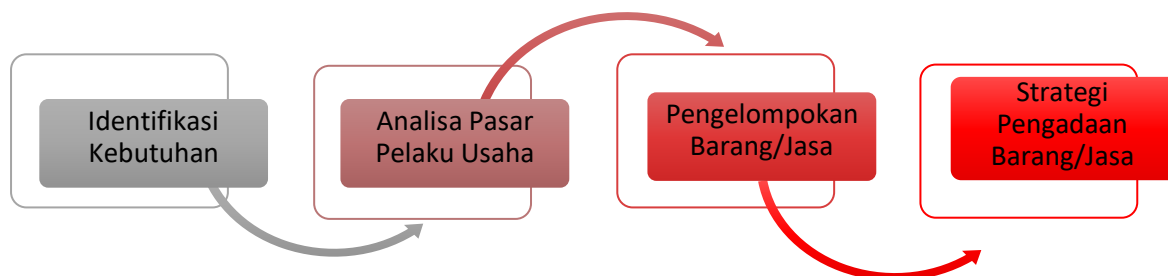 Identifikasi
Kebutuhan
Analisa Pasar
Pelaku Usaha
Pengelompokan
Barang/Jasa
Strategi
Pengadaan
Barang/Jasa